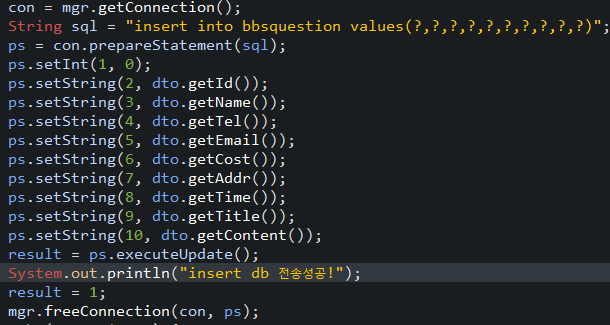 con = mgr.getConnection();
String sql = "insert into bbsquestion values(?,?,?,?,?,?,?,?,?,?,?)";
ps = con.prepareStatement(sql);
ps.setInt(1, 0);
ps.setString(2, dto.getId());
ps.setString(3, dto.getName());
ps.setString(4, dto.getTel());
ps.setString(5, dto.getEmail());
ps.setString(6, dto.getCost());
ps.setString(7, dto.getAddr());
ps.setString(8, dto.getTime());
ps.setString(9, dto.getTitle());
ps.setString(10, dto.getContent());
result = ps.executeUpdate();
System.out.println("insert db 전송성공!");
result = 1;
mgr.freeConnection(con, ps);